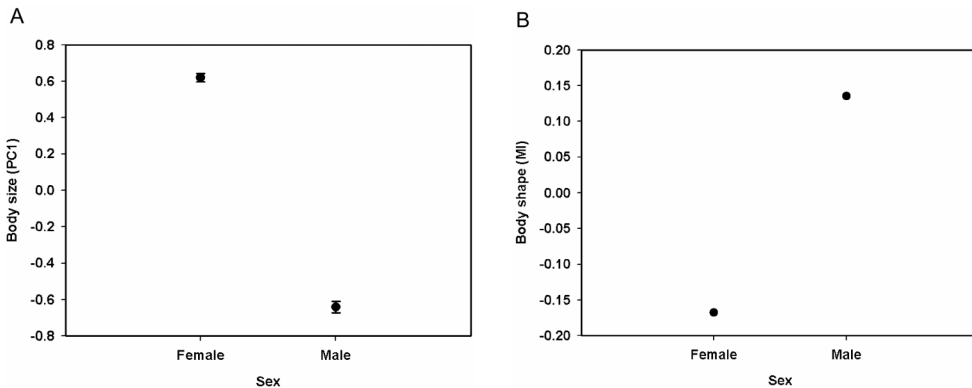 A
0.8
0.6
0.4
0.2
0.0
-0.2
-0.4
-0.6
-0.8
Body size (PC1)
Female Male
Sex
B
0.20
0.15
0.10
0.05
0.00
-0.05
-0.10
-0.15
-0.20
Body shape (MI)
Female Male
Sex